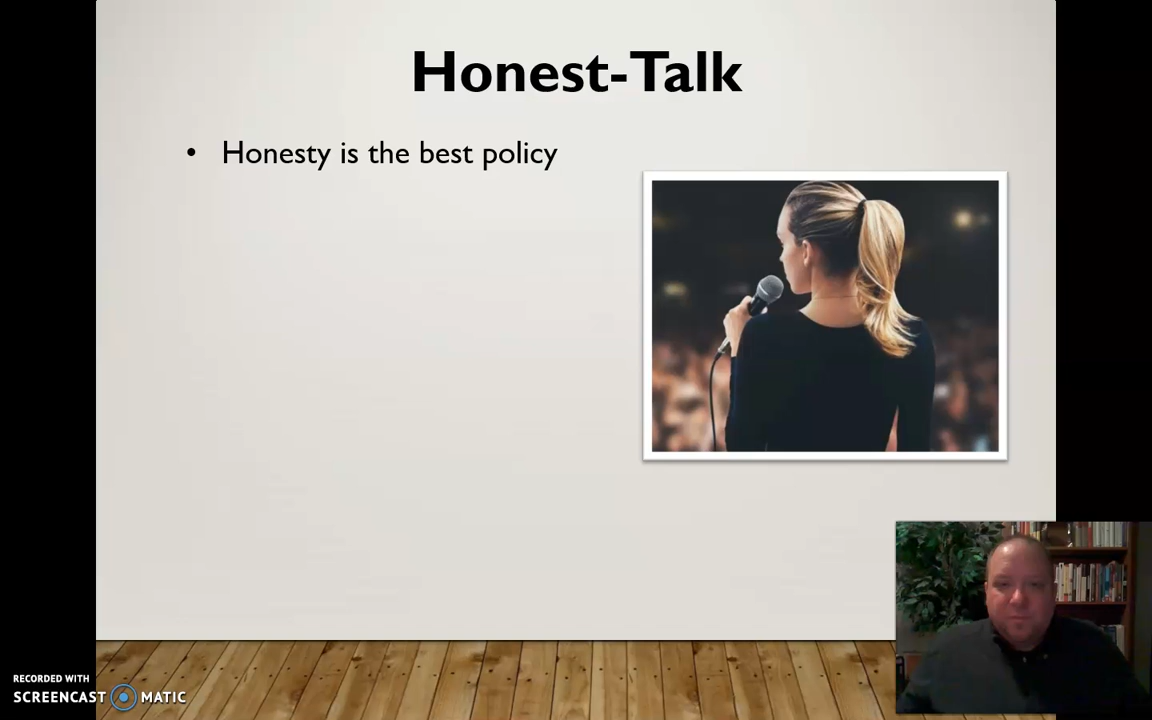 Honest-Talk
• Honesty is the best policy
RECORDED WITH
SCREENCAST MATIC